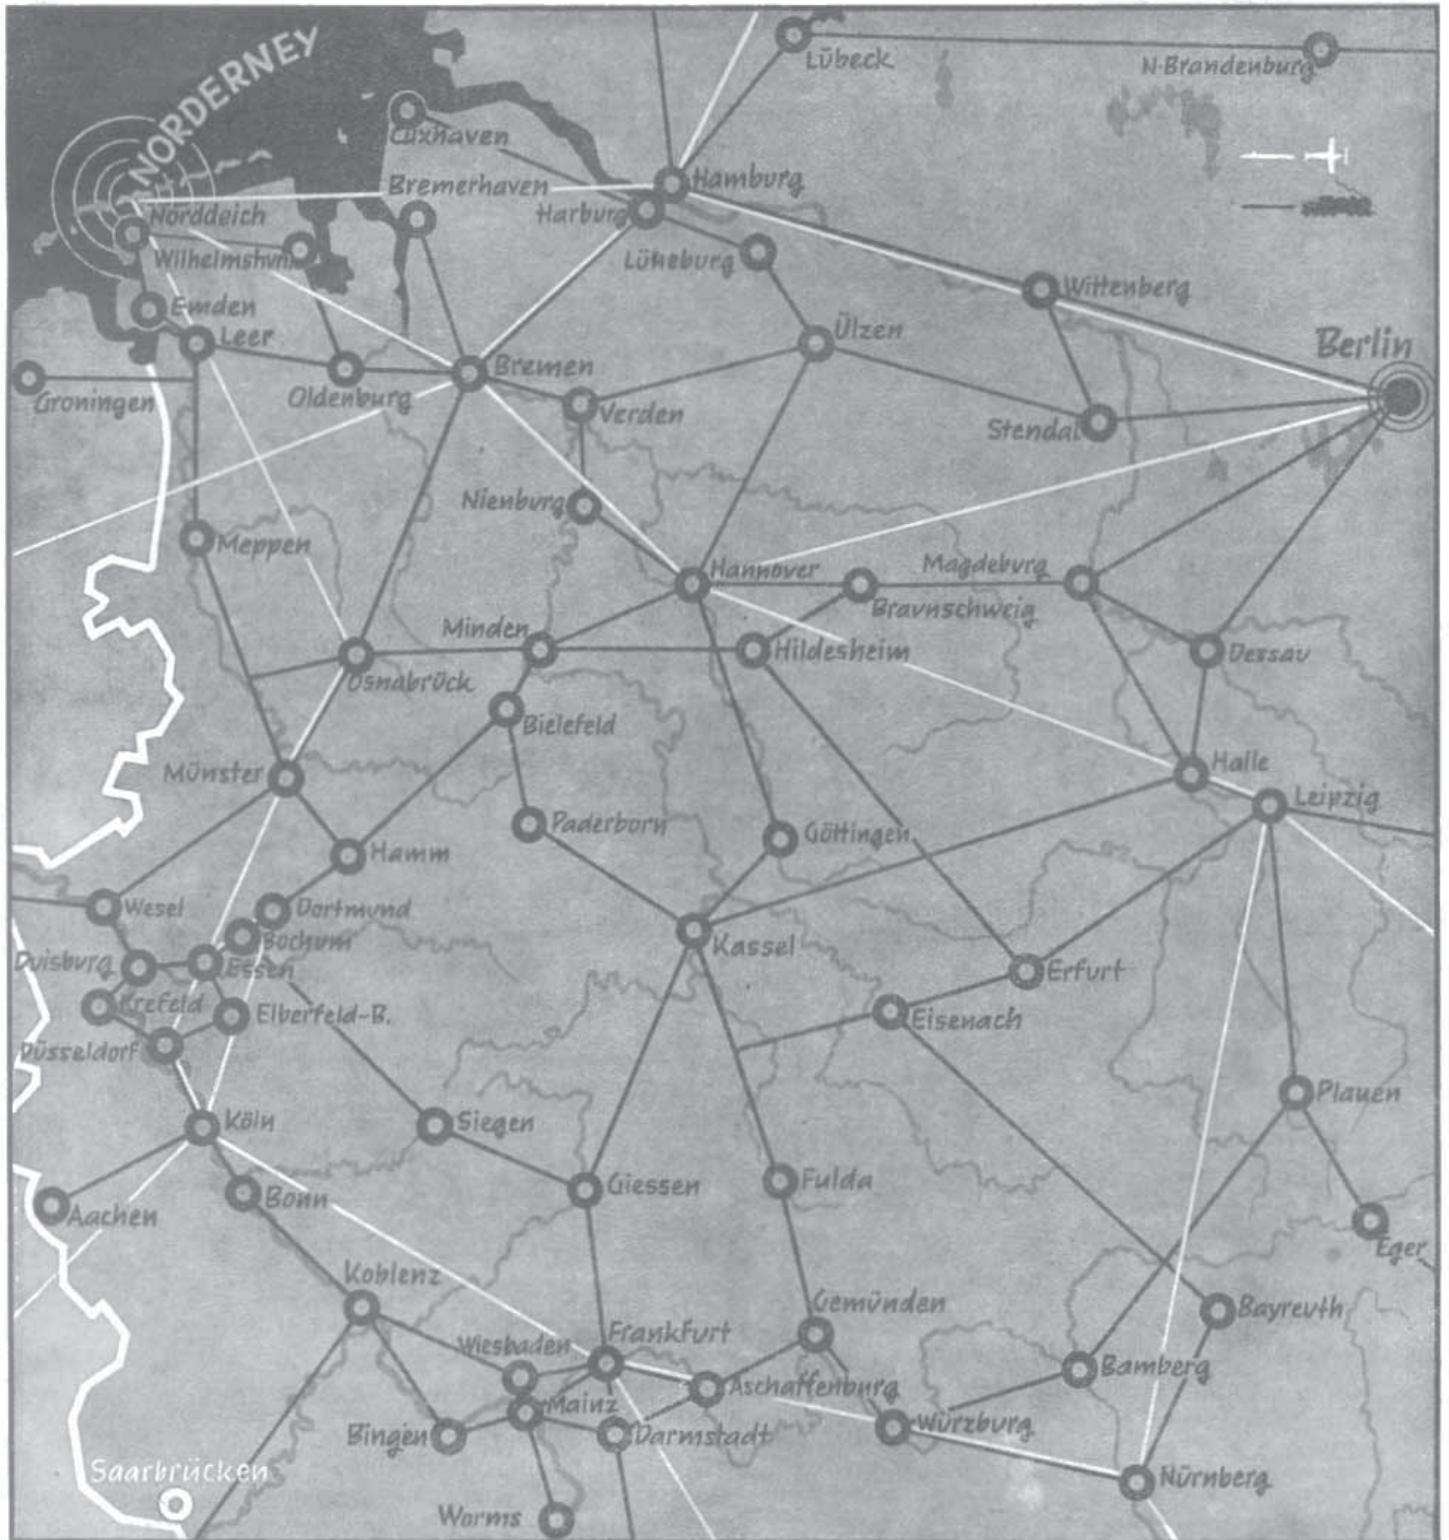 Lübeck
N-Brandenburg
NORDERNEY
Cuxhaven
Bremerhaven
Hamburg
Harburg
Norddeich
Wilhelmshvn.
Lüneburg
Wittenberg
Emden
Leer
Ülzen
Berlin
Groningen
Oldenburg
Bremen
Verden
Stendal
Nienburg
Meppen
Hannover
Magdeburg
Braunschweig
Minden
Hildesheim
Dessau
Osnabrück
Bielefeld
Münster
Halle
Leipzig
Paderborn
Göttingen
Hamm
Wesel
Dortmund
Bochum
Kassel
Duisburg
Essen
Erfurt
Krefeld
Elberfeld-B.
Eisenach
Düsseldorf
Plauen
Köln
Siegen
Giessen
Fulda
Bonn
Aachen
Eger
Koblenz
Gemünden
Bayreuth
Wiesbaden
Frankfurt
Bamberg
Aschaffenburg
Mainz
Würzburg
Bingen
Darmstadt
Saarbrücken
Nürnberg
Worms